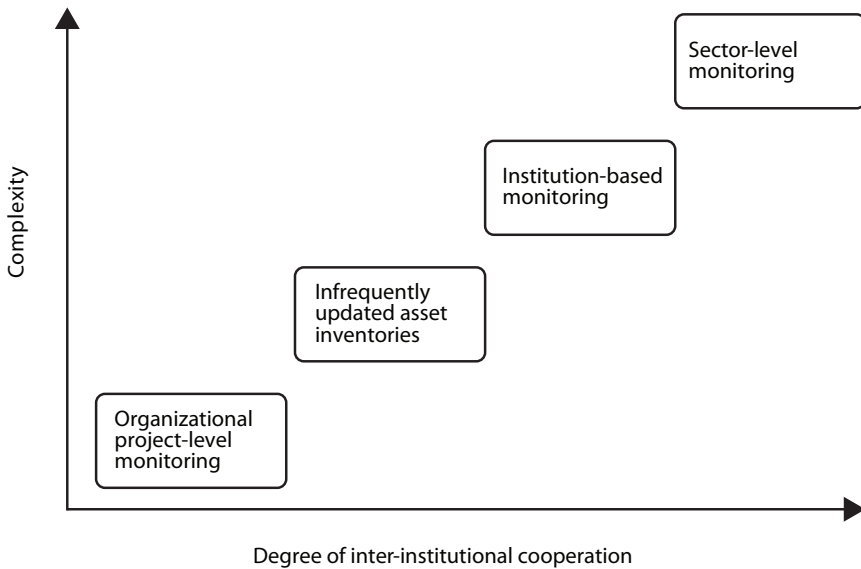 Sector-level
monitoring
Institution-based
monitoring
Complexity
Infrequently
updated asset
inventories
Organizational
project-level
monitoring
Degree of inter-institutional cooperation